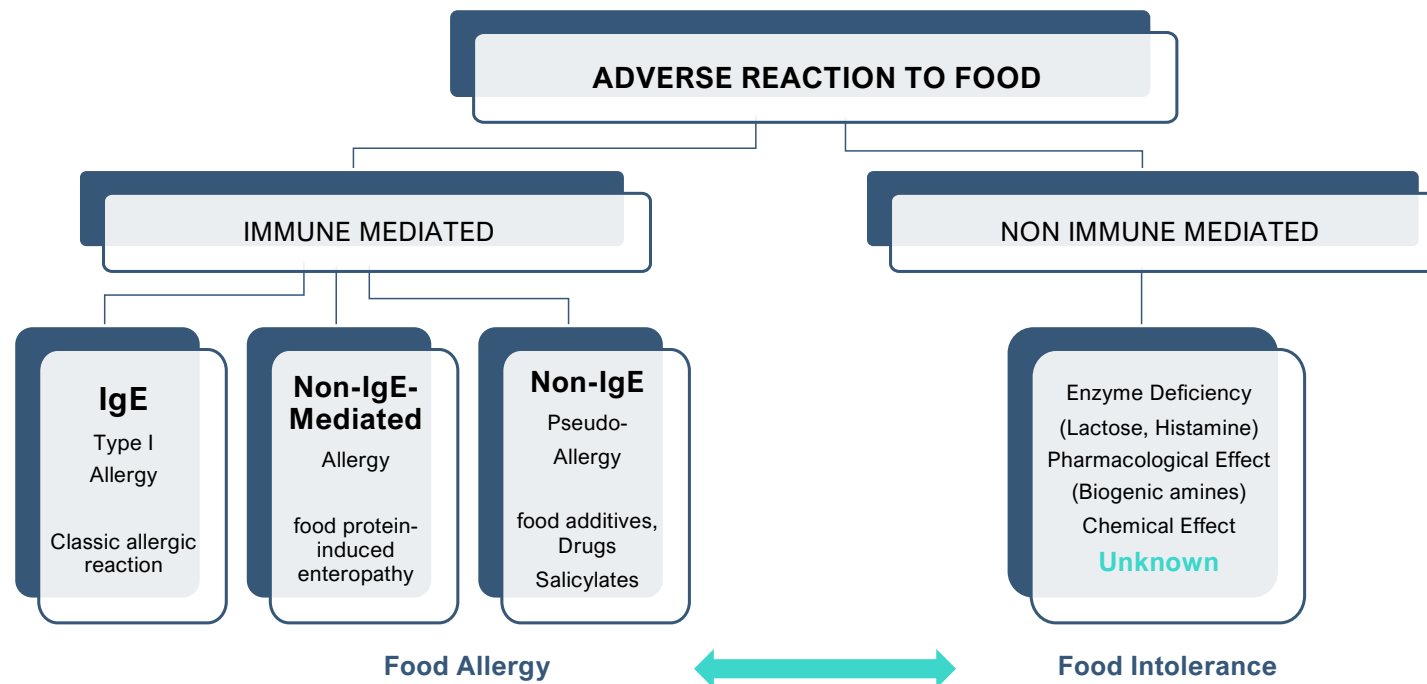 ADVERSE REACTION TO FOOD
IMMUNE MEDIATED
NON IMMUNE MEDIATED
IgE
Type I
Allergy
Classic allergic
reaction
Non-IgE-
Mediated
Allergy
food protein-
induced
enteropathy
Non-IgE
Pseudo-
Allergy
food additives,
Drugs
Salicylates
Enzyme Deficiency
(Lactose, Histamine)
Pharmacological Effect
(Biogenic amines)
Chemical Effect
Unknown
Food Allergy
Food Intolerance